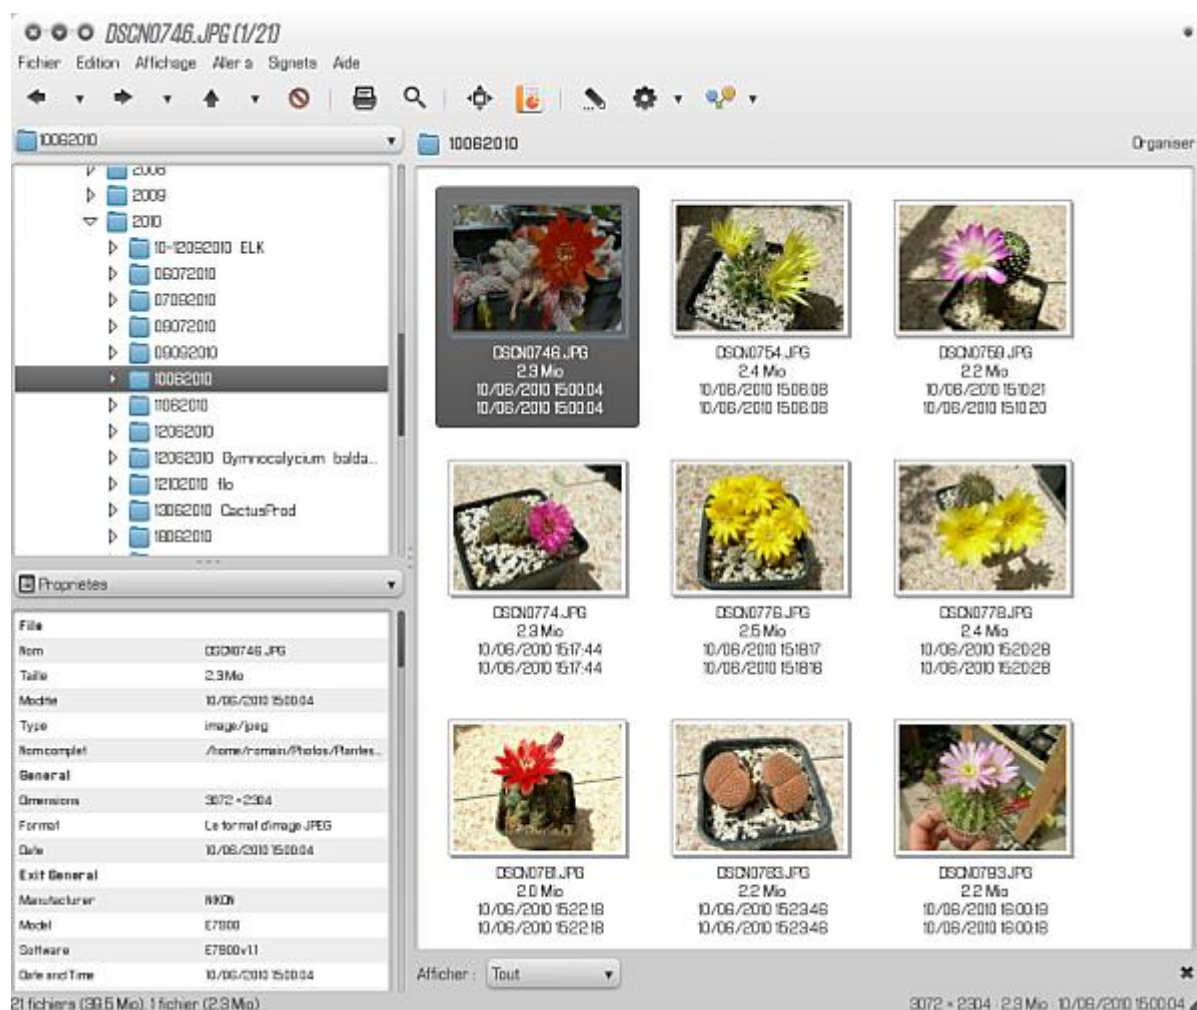 DSCN0746.JPG (1/21)
Fichier Edition Affichage Aller à Signets Aide
10062010
10062010
Organiser
2008
2009
2010
10-12092010 ELK
06072010
07092010
09072010
09092010
10062010
11062010
12062010
12062010 Gymnocalycium balda...
12102010 flo
13062010 CactusProd
18062010
DSCN0746.JPG
2.3 Mio
10/06/2010 15:00:04
10/06/2010 15:00:04
DSCN0754.JPG
2.4 Mio
10/06/2010 15:06:08
10/06/2010 15:06:08
DSCN0759.JPG
2.2 Mio
10/06/2010 15:10:21
10/06/2010 15:10:20
DSCN0774.JPG
2.3 Mio
10/06/2010 15:17:44
10/06/2010 15:17:44
DSCN0776.JPG
2.5 Mio
10/06/2010 15:18:17
10/06/2010 15:18:16
DSCN0778.JPG
2.4 Mio
10/06/2010 15:20:28
10/06/2010 15:20:28
DSCN0781.JPG
2.0 Mio
10/06/2010 15:22:18
10/06/2010 15:22:18
DSCN0783.JPG
2.2 Mio
10/06/2010 15:23:46
10/06/2010 15:23:46
DSCN0793.JPG
2.2 Mio
10/06/2010 16:00:19
10/06/2010 16:00:18
Propriétés
File
Nom DSCN0746.JPG
Taille 2,3 Mio
Modifié 10/06/2010 15:00:04
Type image/jpeg
Nom complet /home/romain/Photos/Plantes...
General
Dimensions 3072 × 2304
Format Le format d'image JPEG
Date 10/06/2010 15:00:04
Exif General
Manufacturer NIKON
Model E7900
Software E7900v1.1
Date and Time 10/06/2010 15:00:04
Afficher : Tout
21 fichiers (39.5 Mio), 1 fichier (2.3 Mio)
3072 × 2304 - 2.3 Mio - 10/06/2010 15:00:04